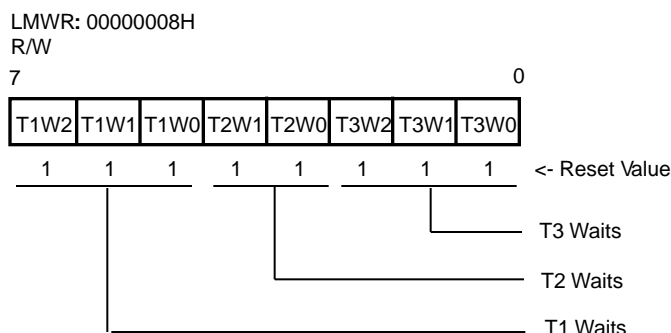 LMWR: 00000008H
R/W
7 0
T1W2 T1W1 T1W0 T2W1 T2W0 T3W2 T3W1 T3W0
1 1 1 1 1 1 1 1 <- Reset Value
T3 Waits
T2 Waits
T1 Waits